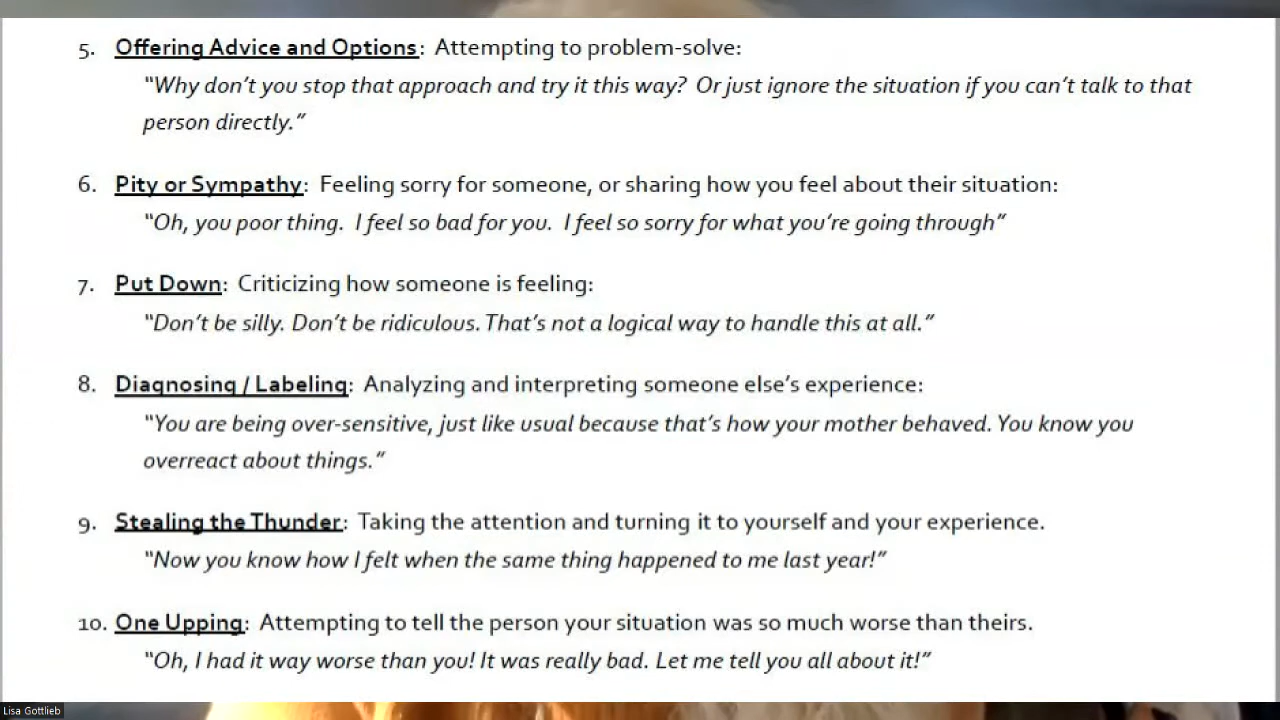 5. Offering Advice and Options: Attempting to problem-solve:
“Why don’t you stop that approach and try it this way? Or just ignore the situation if you can’t talk to that
person directly.”
6. Pity or Sympathy: Feeling sorry for someone, or sharing how you feel about their situation:
“Oh, you poor thing. I feel so bad for you. I feel so sorry for what you’re going through”
7. Put Down: Criticizing how someone is feeling:
“Don’t be silly. Don’t be ridiculous. That’s not a logical way to handle this at all.”
8. Diagnosing / Labeling: Analyzing and interpreting someone else’s experience:
“You are being over-sensitive, just like usual because that’s how your mother behaved. You know you
overreact about things.”
9. Stealing the Thunder: Taking the attention and turning it to yourself and your experience.
“Now you know how I felt when the same thing happened to me last year!”
10. One Upping: Attempting to tell the person your situation was so much worse than theirs.
“Oh, I had it way worse than you! It was really bad. Let me tell you all about it!”
Lisa Gottlieb